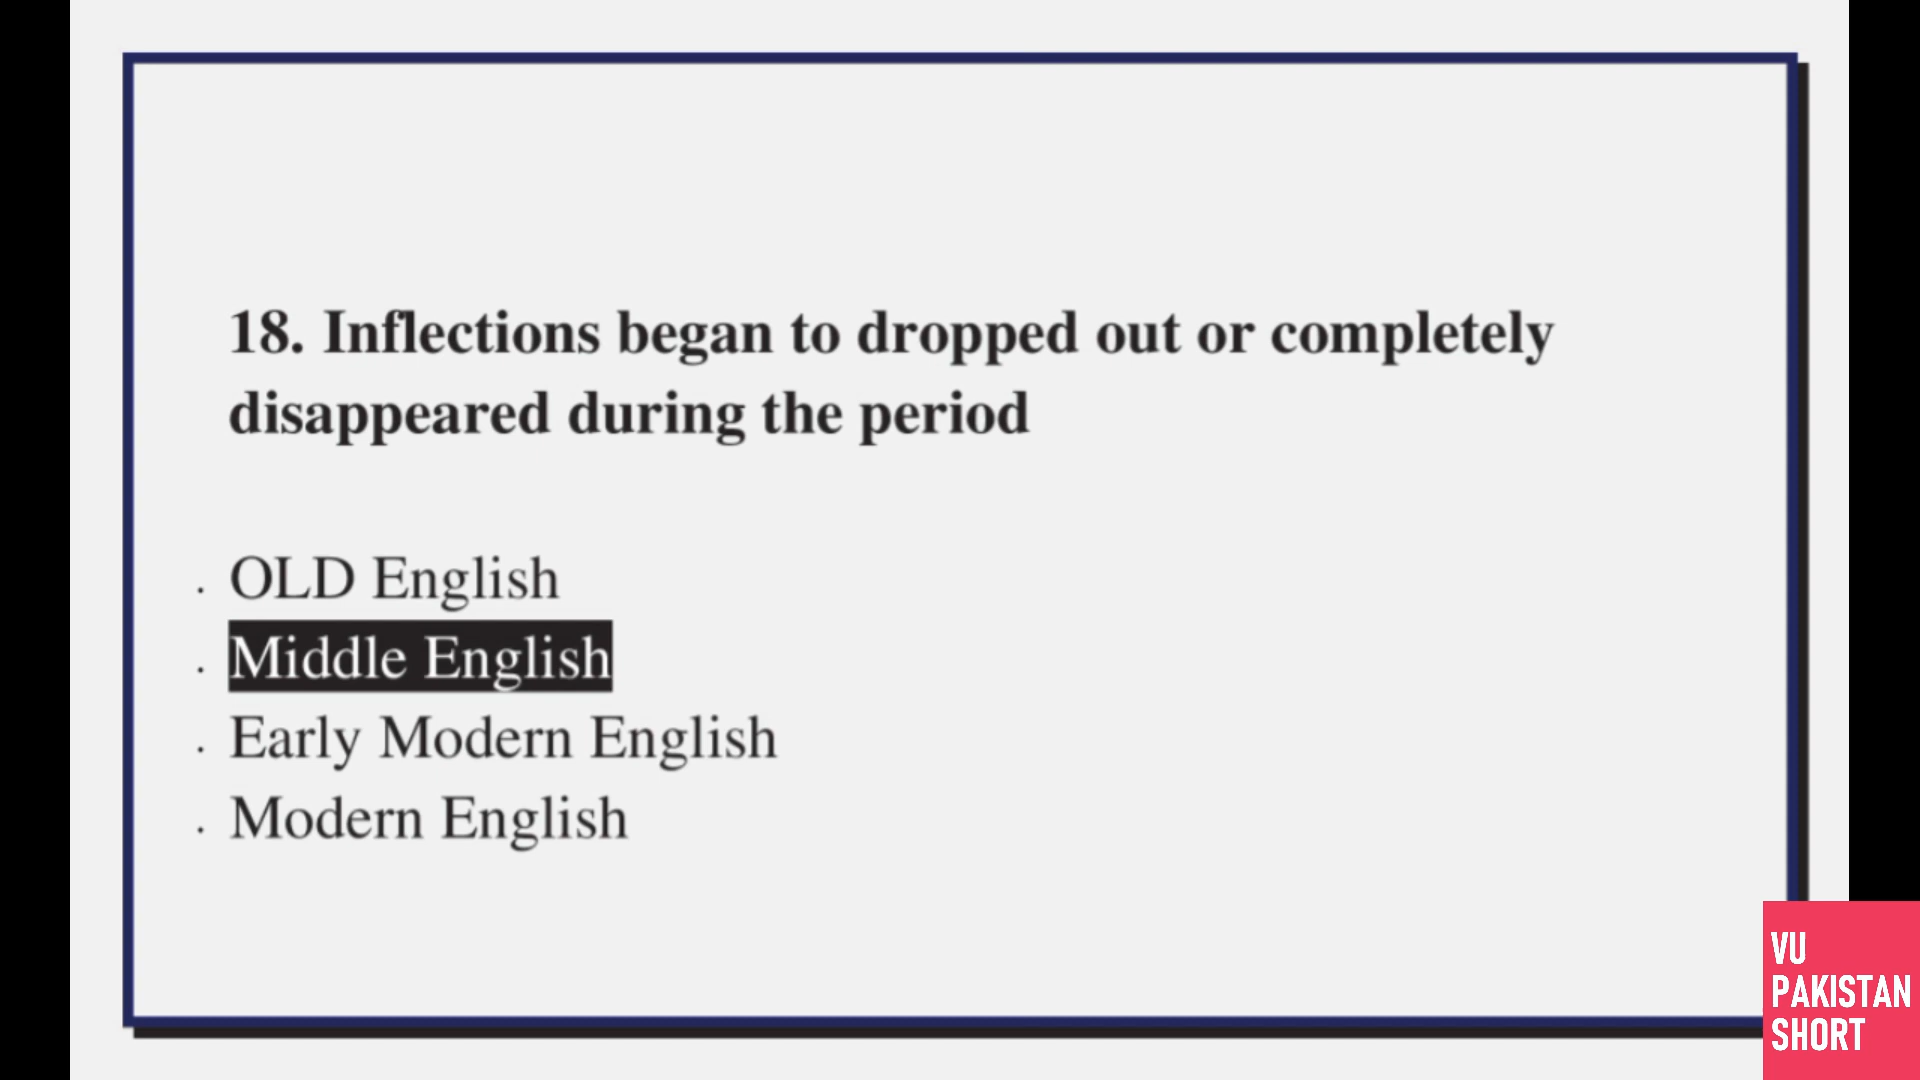 18. Inflections began to dropped out or completely
disappeared during the period
. OLD English
. Middle English
. Early Modern English
. Modern English
VU
PAKISTAN
SHORT